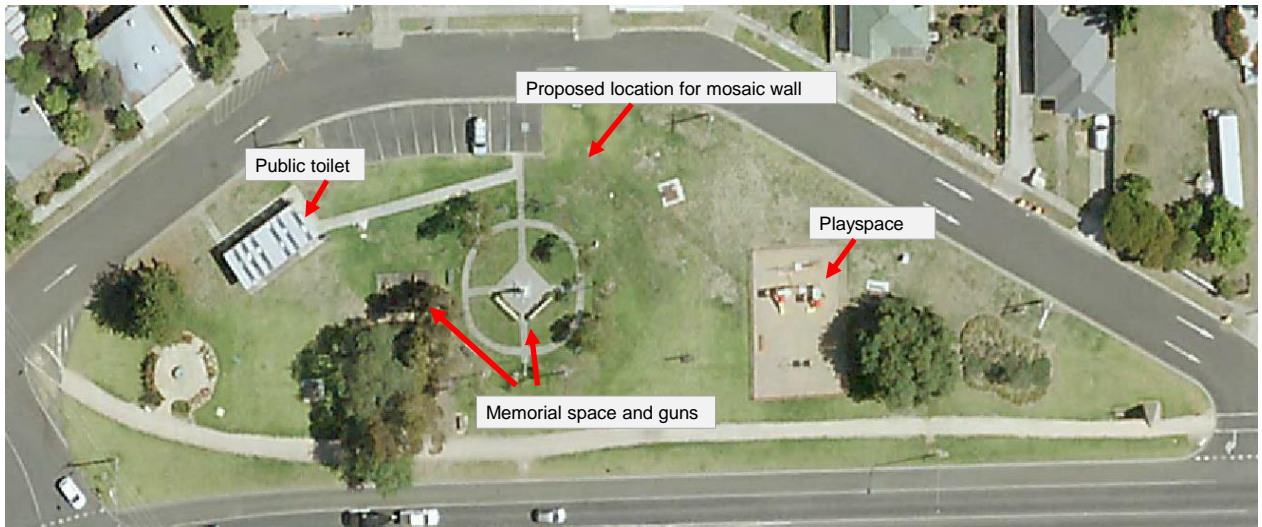 Proposed location for mosaic wall
Public toilet
Playspace
Memorial space and guns